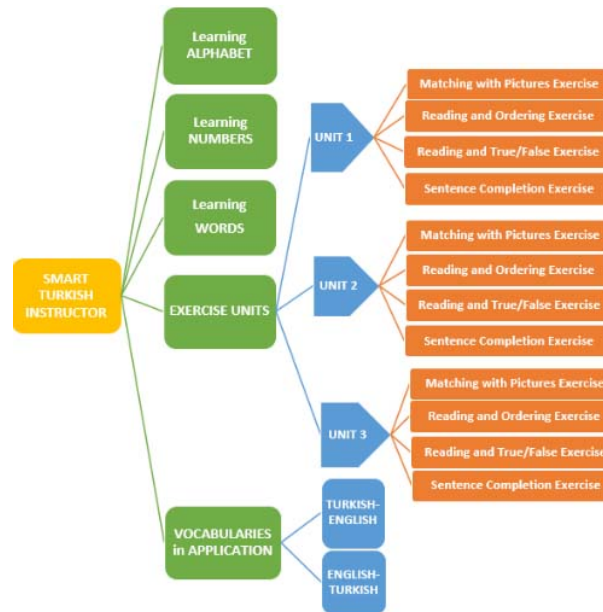 SMART
TURKISH
INSTRUCTOR
Learning
ALPHABET
Learning
NUMBERS
Learning
WORDS
EXERCISE UNITS
UNIT 1
Matching with Pictures Exercise
Reading and Ordering Exercise
Reading and True/False Exercise
Sentence Completion Exercise
UNIT 2
Matching with Pictures Exercise
Reading and Ordering Exercise
Reading and True/False Exercise
Sentence Completion Exercise
UNIT 3
Matching with Pictures Exercise
Reading and Ordering Exercise
Reading and True/False Exercise
Sentence Completion Exercise
VOCABULARIES
in APPLICATION
TURKISH-
ENGLISH
ENGLISH-
TURKISH